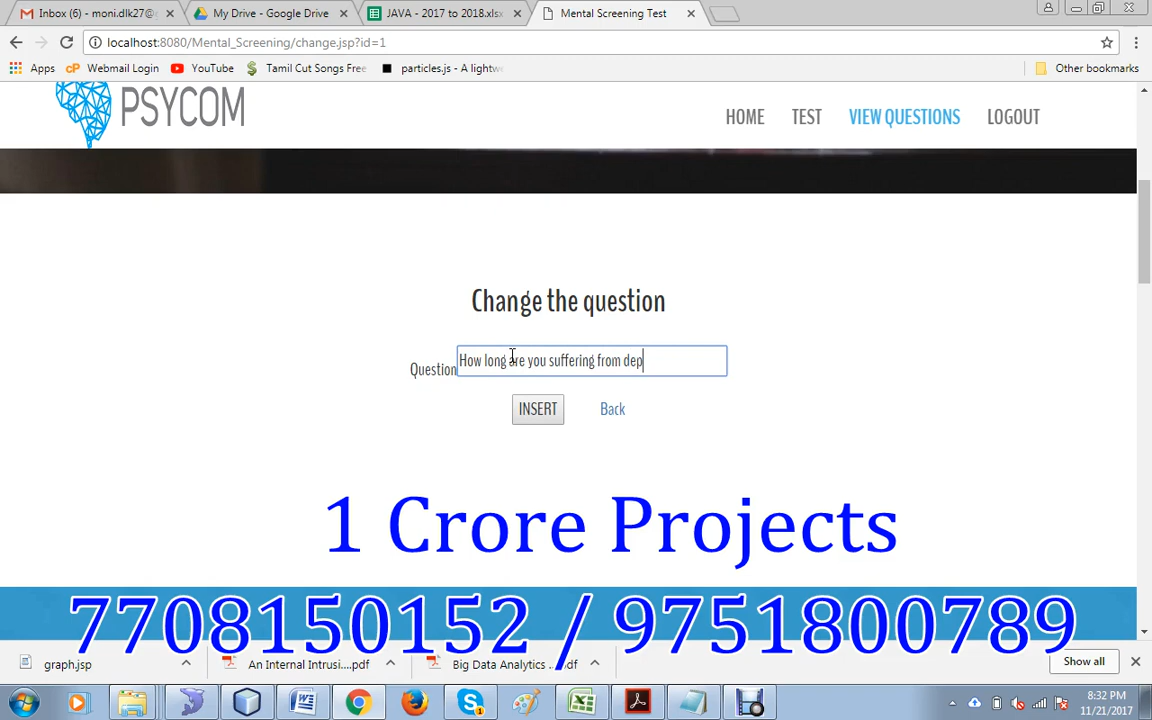 Inbox (6) - moni.dlk27@
My Drive - Google Drive
JAVA - 2017 to 2018.xlsx
Mental Screening Test
localhost:8080/Mental_Screening/change.jsp?id=1
Apps
cP Webmail Login
YouTube
Tamil Cut Songs Free
particles.js - A lightw
Other bookmarks
PSYCOM
HOME
TEST
VIEW QUESTIONS
LOGOUT
Change the question
Question
How long are you suffering from dep
INSERT
Back
1 Crore Projects
7708150152 / 9751800789
graph.jsp
An Internal Intrusi....pdf
Big Data Analytics ...df
Show all
8:32 PM
11/21/2017